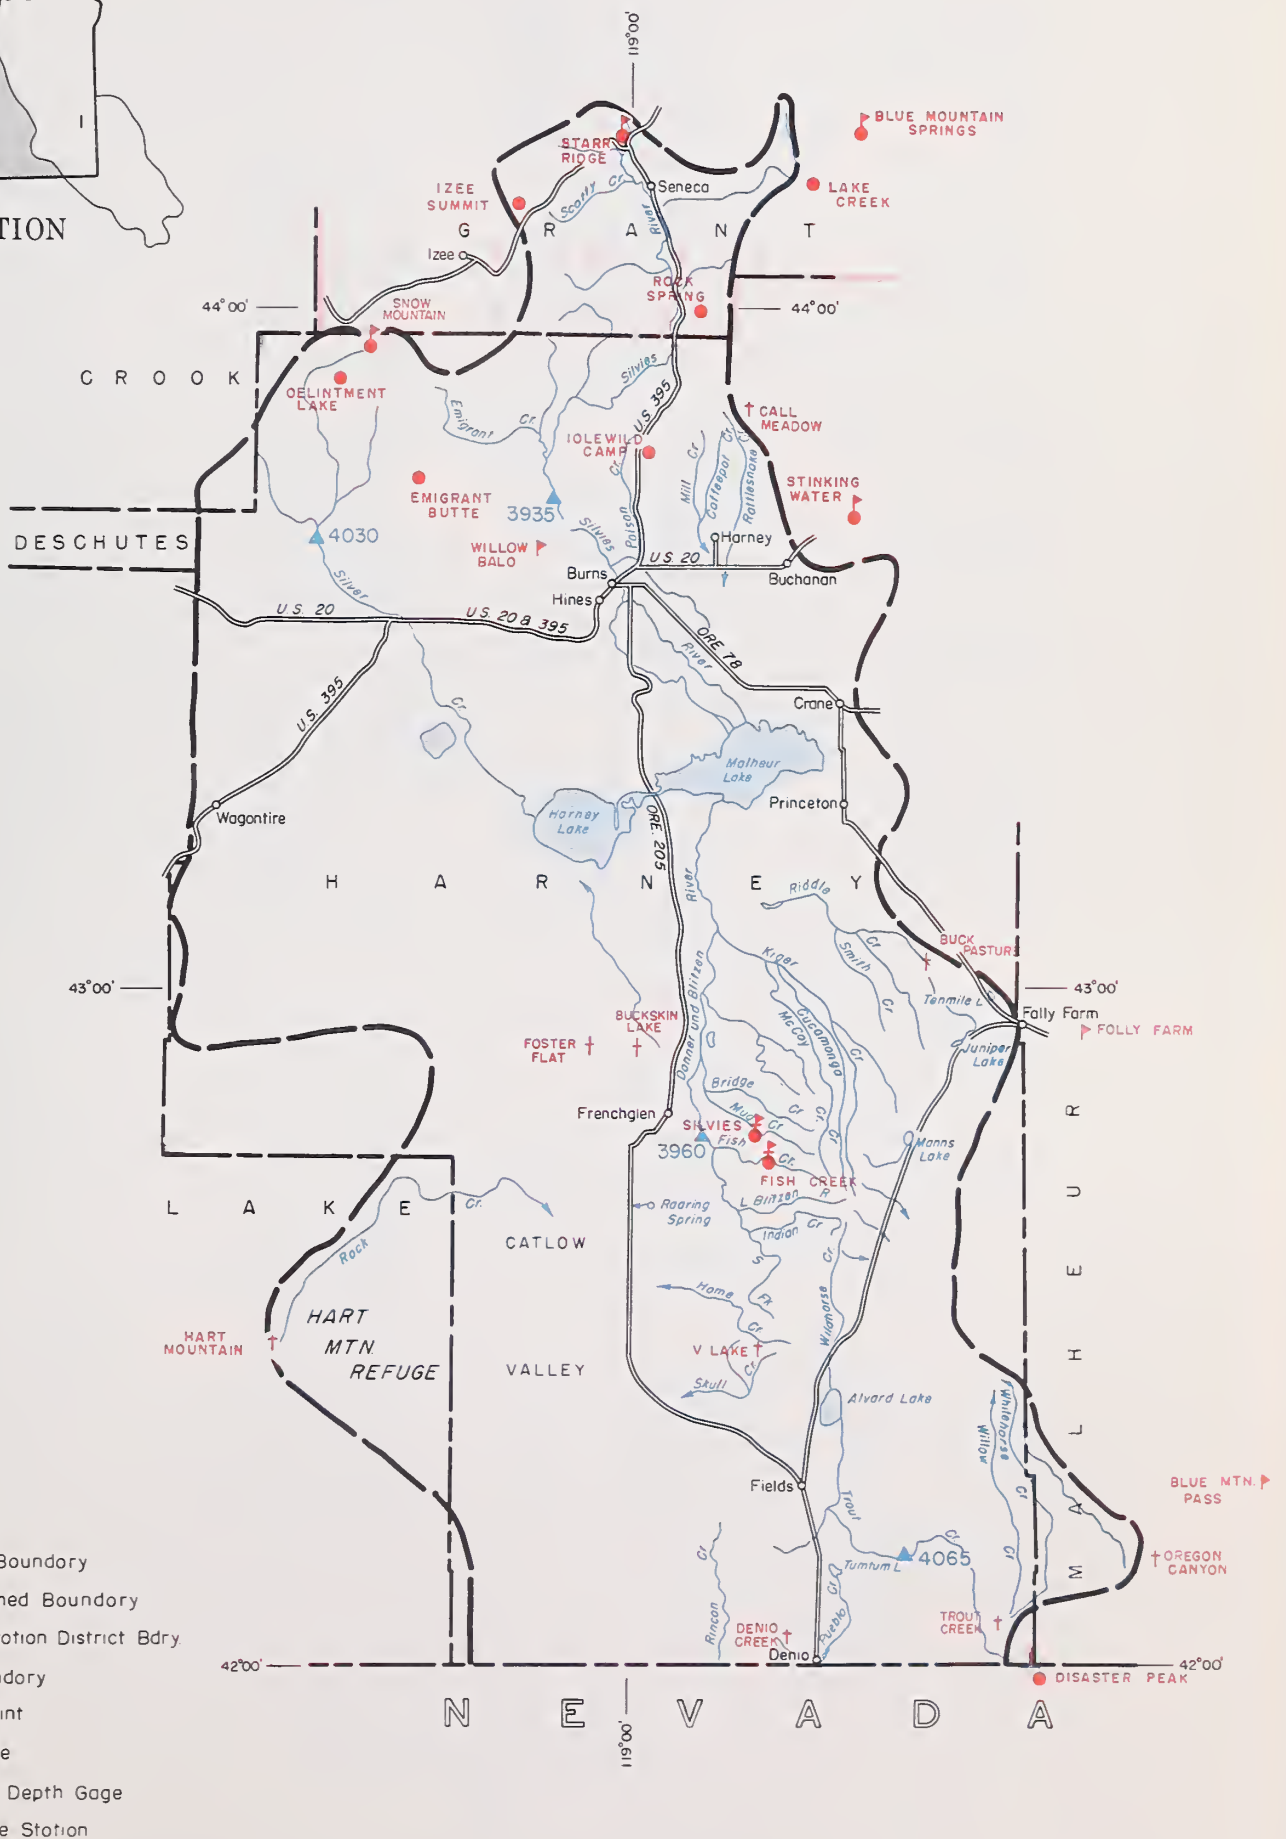 119°00'
BLUE MOUNTAIN
SPRINGS
I
STARR
RIDGE
Scotty Cr.
Seneca
LAKE
CREEK
IZEE
SUMMIT
TION
River
G R A N T
Izee
ROCK
SPRING
44°00'
44°00'
SNOW
MOUNTAIN
Silvies
C R O O K
OELINTMENT
LAKE
U.S. 395
Emigrant Cr.
CALL
MEADOW
IDLEWILD
CAMP
Cr.
Mill Cr
Coffeepot Cr.
Rattlesnake Cr.
STINKING
WATER
EMIGRANT
BUTTE
3935
Poison
Silvies
4030
DESCHUTES
WILLOW
BALO
Harney
U.S. 20
Buchanan
Burns
Hines
Silver
U.S. 20
U.S. 20 & 395
ORE. 78
River
U.S. 395
Cr.
Crane
Malheur
Lake
Wagontire
Harney
Lake
Princeton
ORE. 205
H A R N E Y
River
Riddle
Cr
Smith
Cr
BUCK
PASTURE
Kiger
Donner und Blitzen
43°00'
43°00'
Tenmile L
Folly Farm
FOLLY FARM
BUCKSKIN
LAKE
Cucamonga
McCoy
Cr
FOSTER
FLAT
Juniper
Lake
Bridge
Cr
Frenchglen
Mud Cr
Cr.
Cr
SILVIES
Fish Cr.
3960
Manns
Lake
FISH CREEK
L A K E
Cr.
L Blitzen R
Roaring
Spring
Indian Cr
CATLOW
Rock
S
Fk
Cr.
Wildhorse
Home
Cr.
HART
MTN.
REFUGE
HART
MOUNTAIN
V LAKE
VALLEY
Cr.
Skull
Alvord Lake
Whitehorse
Willow
Cr
Cr
M A L H E U R
Fields
BLUE MTN.
PASS
Trout
Cr.
4065
Tumtum L
OREGON
CANYON
Boundary
ned Boundary
ation District Bdry.
ndary
int
e
Depth Gage
e Station
Rincon Cr
Pueblo Cr
DENIO
CREEK
TROUT
CREEK
Denio
42°00'
42°00'
DISASTER PEAK
N E V A D A
119°00'